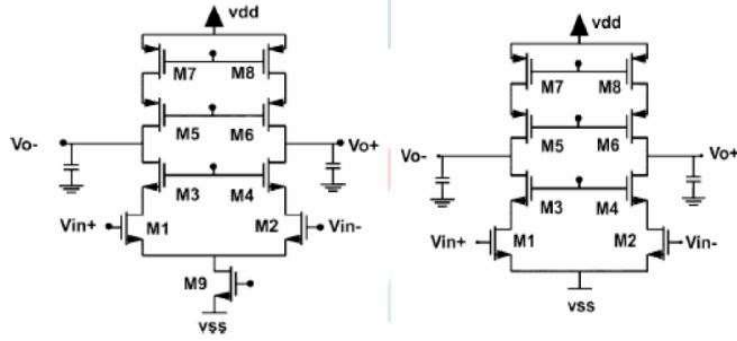 vdd
M7 M8
M5 M6
Vo- Vo+
M3 M4
Vin+ M1 M2 Vin-
M9
vşş
vdd
M7 M8
M5 M6
Vo- Vo+
M3 M4
Vin+ M1 M2 Vin-
vss